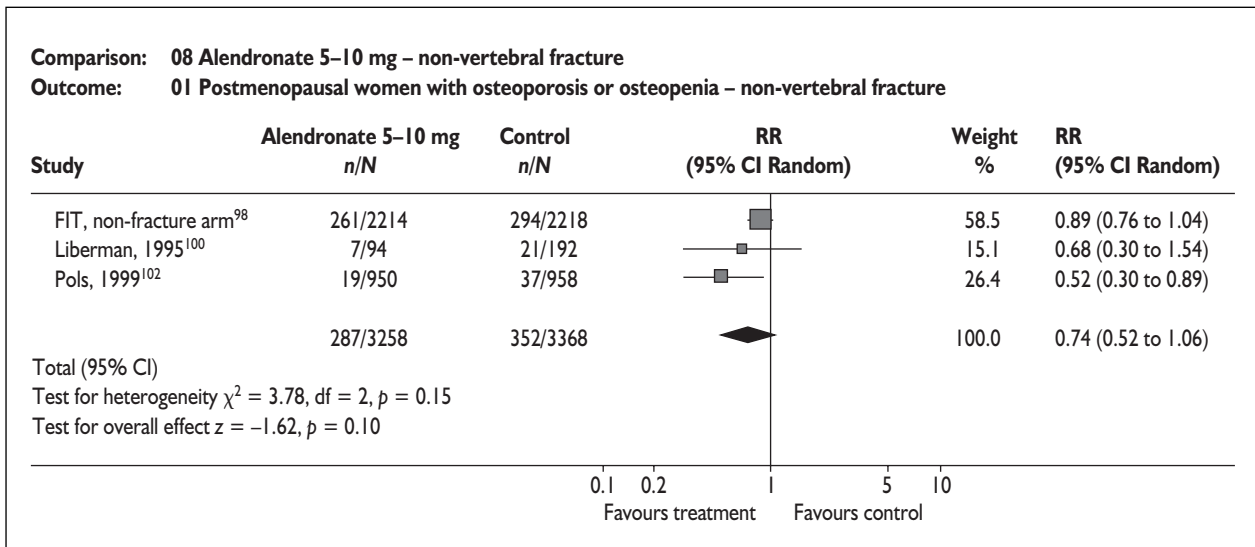 Comparison: 08 Alendronate 5–10 mg – non-vertebral fracture
Outcome: 01 Postmenopausal women with osteoporosis or osteopenia – non-vertebral fracture
Alendronate 5–10 mg Control RR Weight RR
Study n/N n/N (95% CI Random) % (95% CI Random)
FIT, non-fracture arm98 261/2214 294/2218 58.5 0.89 (0.76 to 1.04)
Liberman, 1995100 7/94 21/192 15.1 0.68 (0.30 to 1.54)
Pols, 1999102 19/950 37/958 26.4 0.52 (0.30 to 0.89)
287/3258 352/3368 100.0 0.74 (0.52 to 1.06)
Total (95% CI)
Test for heterogeneity χ2 = 3.78, df = 2, p = 0.15
Test for overall effect z = –1.62, p = 0.10
0.1 0.2 1 5 10
Favours treatment Favours control